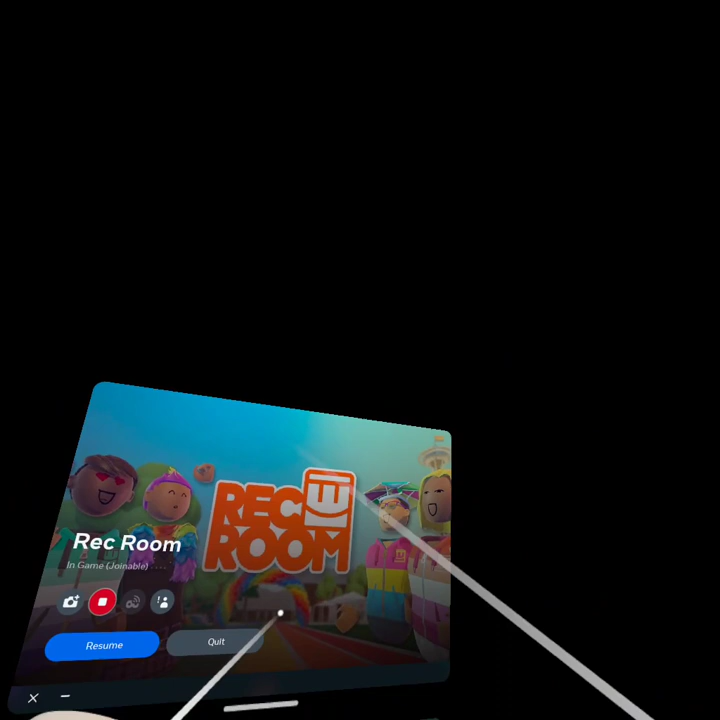 REC
ROOM
Rec Room
In Game (Joinable)
Resume
Quit